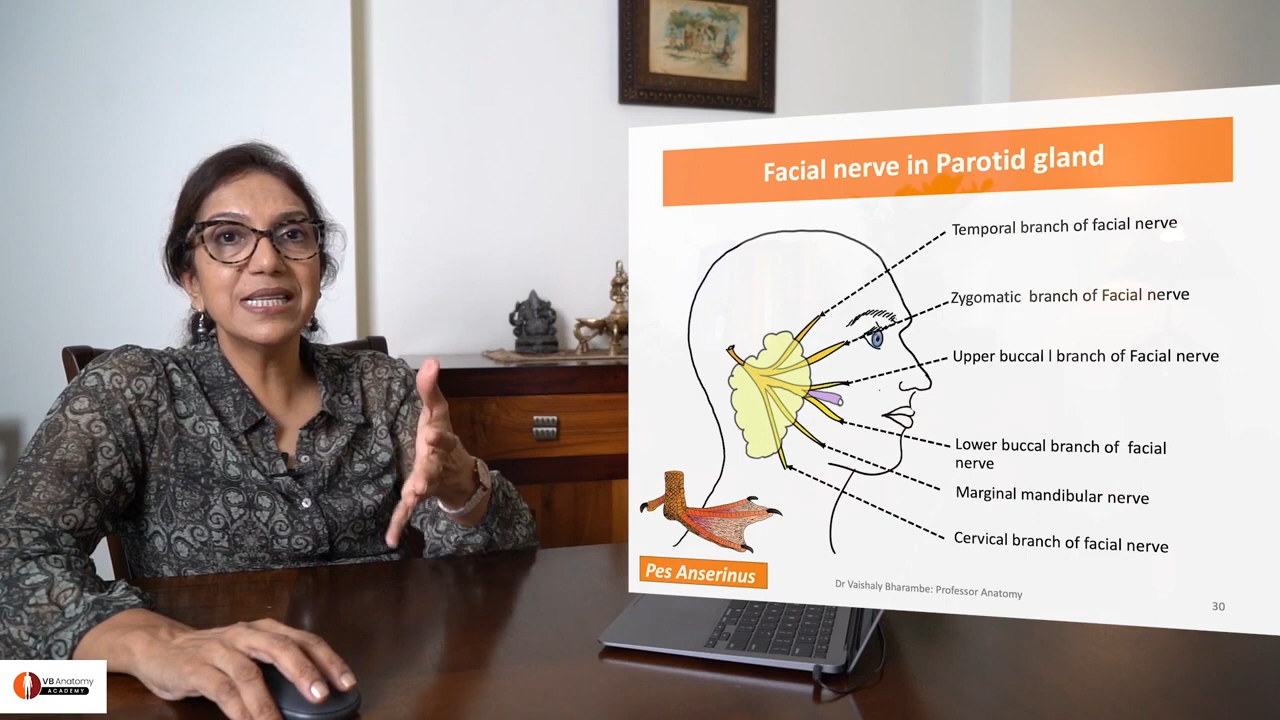 Facial nerve in Parotid gland
Temporal branch of facial nerve
Zygomatic branch of Facial nerve
Upper buccal l branch of Facial nerve
Lower buccal branch of facial
nerve
Marginal mandibular nerve
Cervical branch of facial nerve
Pes Anserinus
Dr Vaishaly Bharambe: Professor Anatomy
30
VB Anatomy
ACADEMY